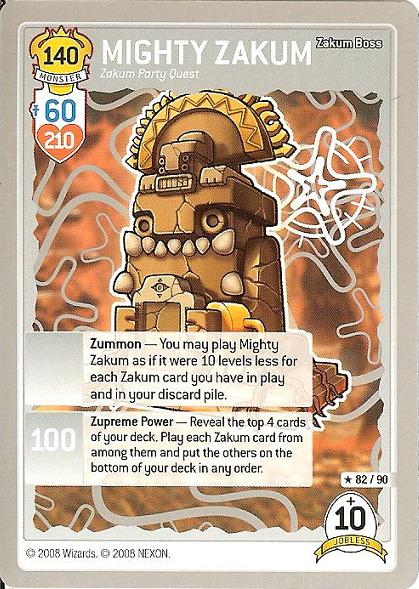 140
MONSTER
MIGHTY ZAKUM
Zakum Boss
Zakum Party Quest
60
210
Zummon — You may play Mighty
Zakum as if it were 10 levels less for
each Zakum card you have in play
and in your discard pile.
100
Zupreme Power — Reveal the top 4 cards
of your deck. Play each Zakum card from
among them and put the others on the
bottom of your deck in any order.
★ 82 / 90
+
10
JOBLESS
© 2008 Wizards. © 2008 NEXON.